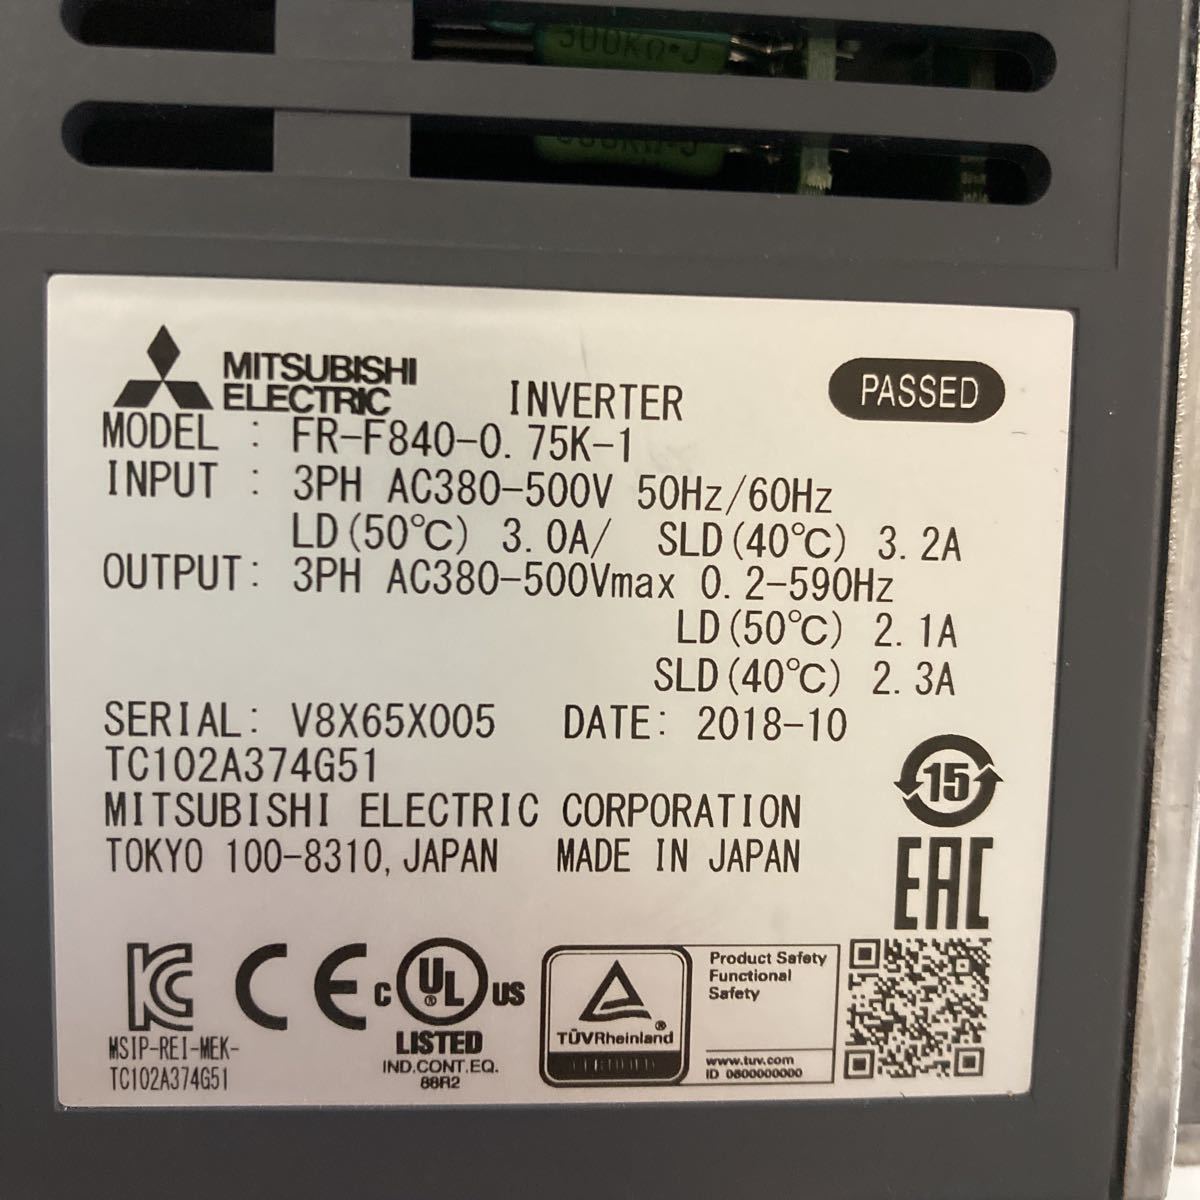 300KΩ•J
MITSUBISHI
ELECTRIC
INVERTER
PASSED
MODEL : FR-F840-0.75K-1
INPUT : 3PH AC380-500V 50Hz/60Hz
LD(50℃) 3.0A/ SLD(40℃) 3.2A
OUTPUT: 3PH AC380-500Vmax 0.2-590Hz
LD(50℃) 2.1A
SLD(40℃) 2.3A
SERIAL: V8X65X005 DATE: 2018-10
TC102A374G51
MITSUBISHI ELECTRIC CORPORATION
TOKYO 100-8310, JAPAN MADE IN JAPAN
15
EAC
MSIP-REI-MEK-
TC102A374G51
CE
C UL® US
LISTED
IND.CONT.EQ.
88R2
TÜVRheinland®
CERTIFIED
Product Safety
Functional
Safety
www.tuv.com
ID 0600000000